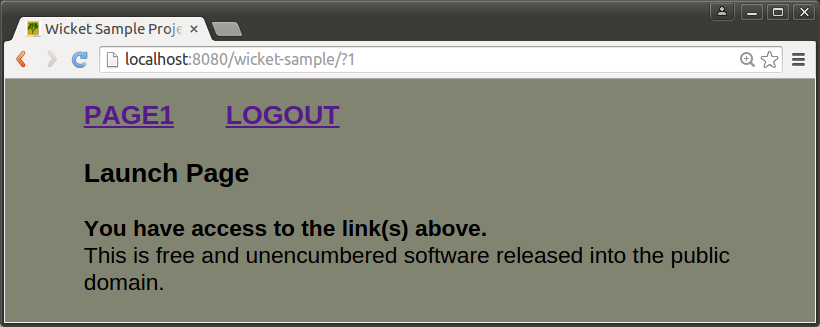 Wicket Sample Proje
localhost:8080/wicket-sample/?1
PAGE1 LOGOUT
Launch Page
You have access to the link(s) above.
This is free and unencumbered software released into the public
domain.